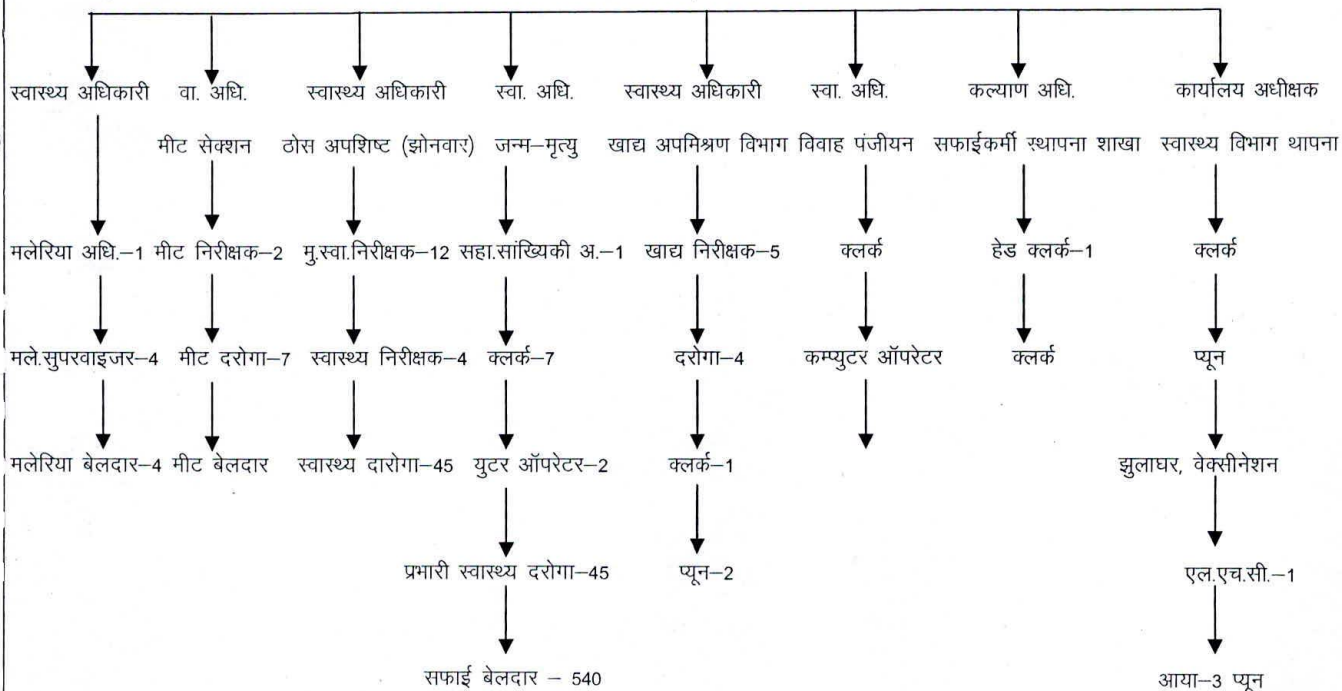 स्वास्थ्य अधिकारी वा. अधि. स्वास्थ्य अधिकारी स्वा. अधि. स्वास्थ्य अधिकारी स्वा. अधि. कल्याण अधि. कार्यालय अधीक्षक
मीट सेक्शन ठोस अपशिष्ट (झोनवार) जन्म–मृत्यु खाद्य अपमिश्रण विभाग विवाह पंजीयन सफाईकर्मी स्थापना शाखा स्वास्थ्य विभाग थापना
मलेरिया अधि.–1 मीट निरीक्षक–2 मु.स्वा.निरीक्षक–12 सहा.सांख्यिकी अ.–1 खाद्य निरीक्षक–5 क्लर्क हेड क्लर्क–1 क्लर्क
मले.सुपरवाइजर–4 मीट दरोगा–7 स्वास्थ्य निरीक्षक–4 क्लर्क–7 दरोगा–4 कम्प्युटर ऑपरेटर क्लर्क प्यून
मलेरिया बेलदार–4 मीट बेलदार स्वास्थ्य दारोगा–45 युटर ऑपरेटर–2 क्लर्क–1 झुलाघर, वेक्सीनेशन
प्रभारी स्वास्थ्य दरोगा–45 प्यून–2 एल.एच.सी.–1
सफाई बेलदार – 540 आया–3 प्यून